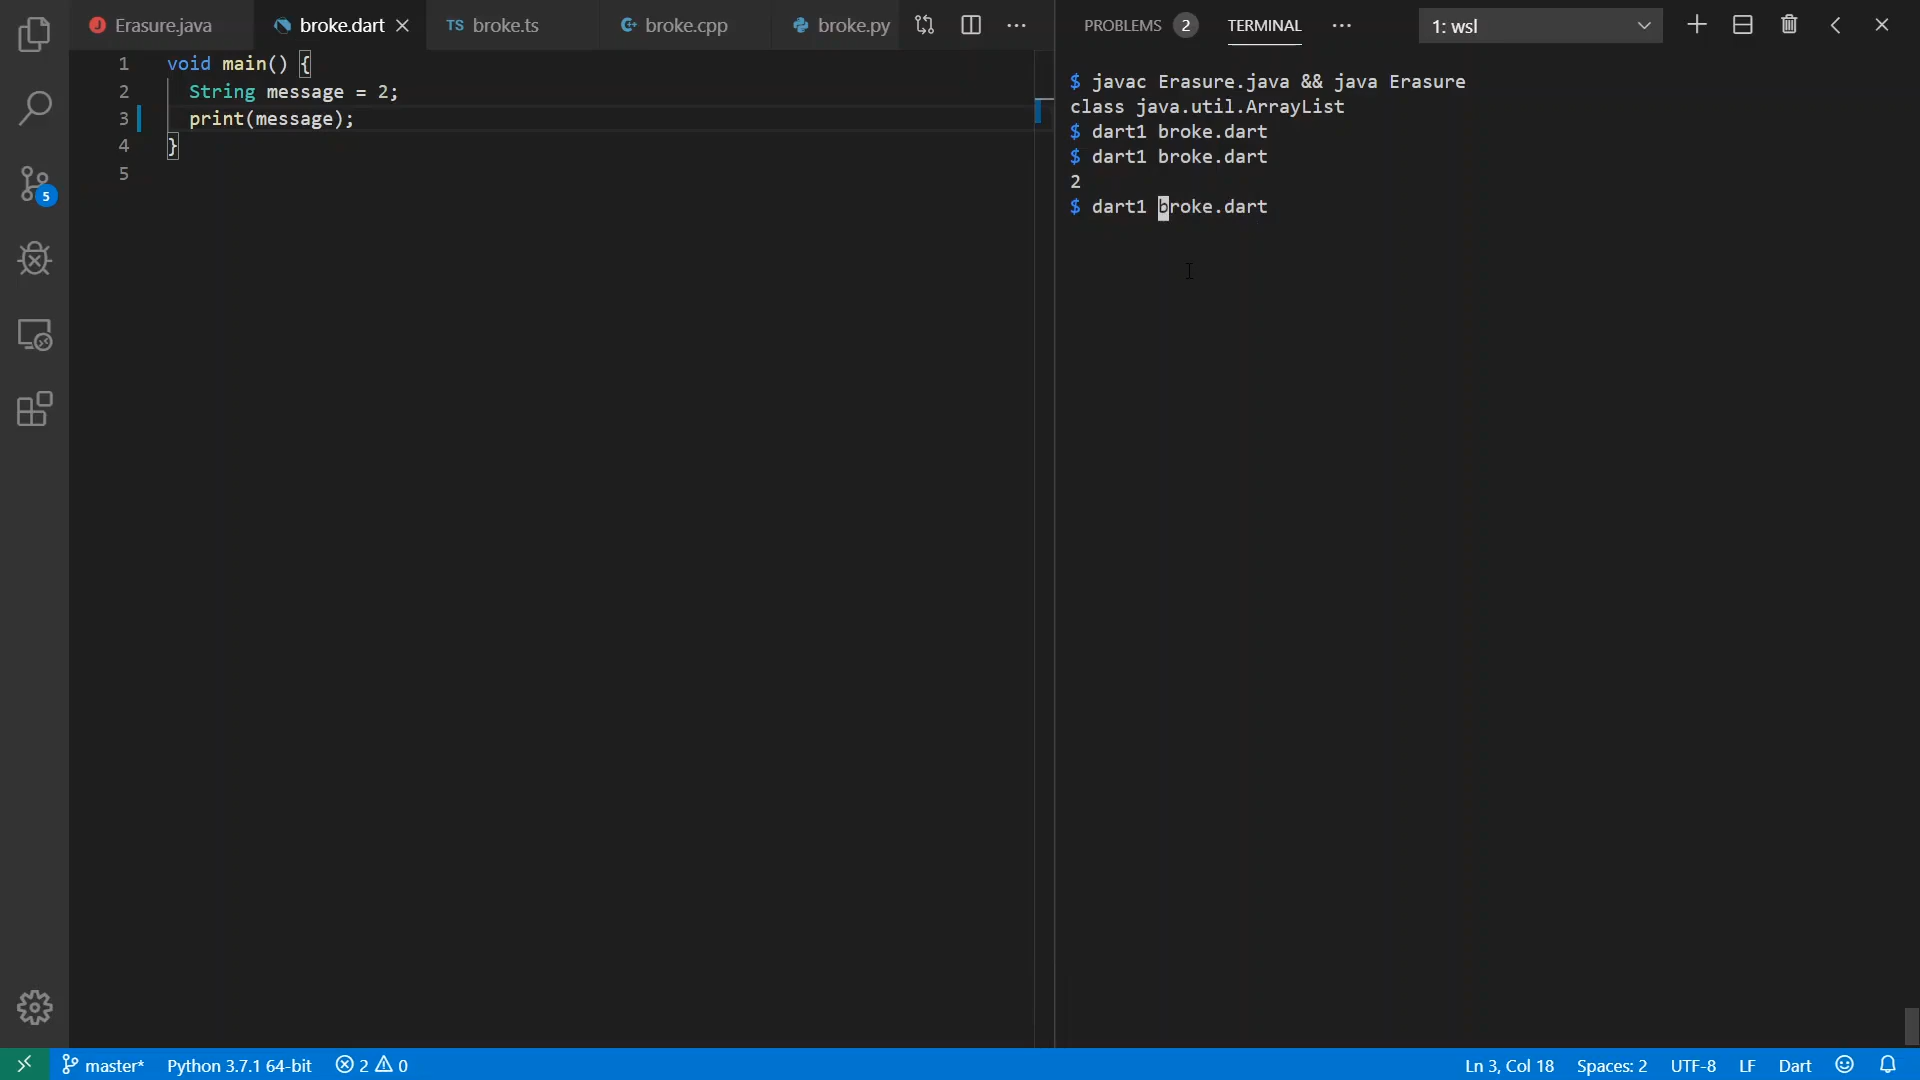 Erasure.java
broke.dart
TS broke.ts
broke.cpp
broke.py
PROBLEMS 2 TERMINAL
1: wsl
1 void main() {
2 String message = 2;
3 print(message);
4 }
5
$ javac Erasure.java && java Erasure
class java.util.ArrayList
$ dart1 broke.dart
$ dart1 broke.dart
2
$ dart1 broke.dart
5
master* Python 3.7.1 64-bit 2 0
Ln 3, Col 18 Spaces: 2 UTF-8 LF Dart